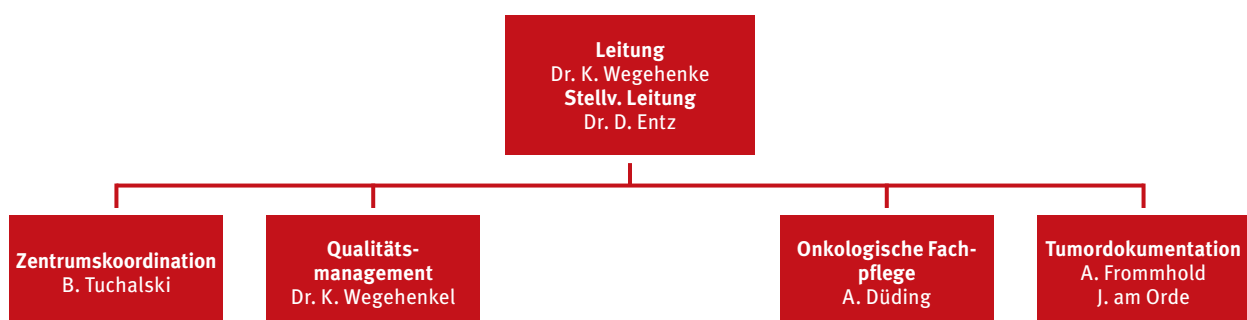 Leitung
Dr. K. Wegehenke
Stellv. Leitung
Dr. D. Entz
Zentrumskoordination
B. Tuchalski
Qualitäts-
management
Dr. K. Wegehenkel
Onkologische Fach-
pflege
A. Düding
Tumordokumentation
A. Frommhold
J. am Orde